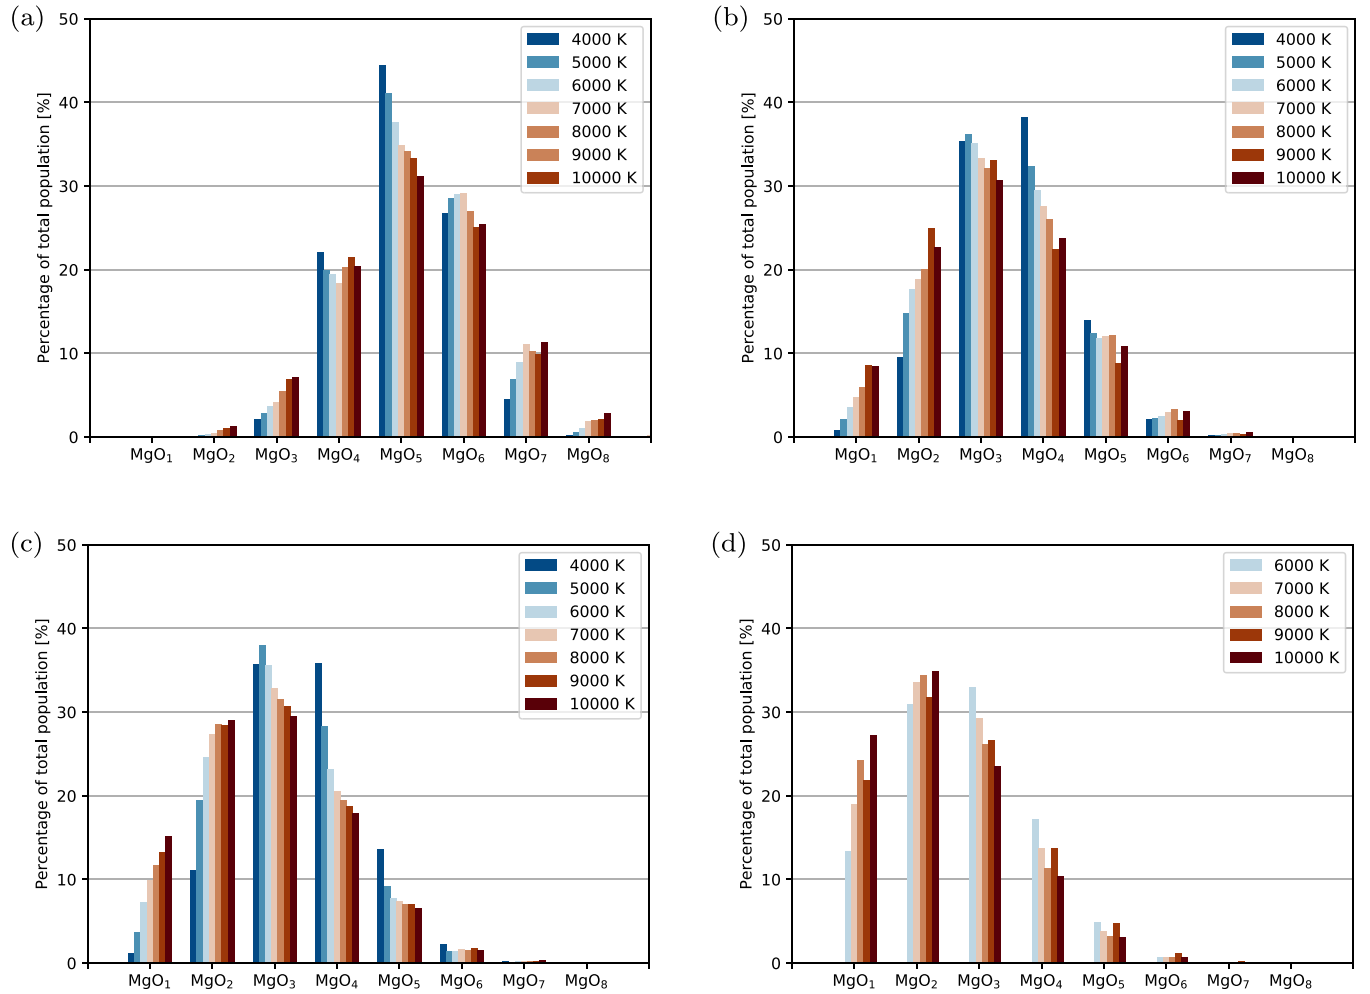 (a)
50
40
30
20
10
0
Percentage of total population [%]
4000 K
5000 K
6000 K
7000 K
8000 K
9000 K
10000 K
MgO₁ MgO₂ MgO₃ MgO₄ MgO₅ MgO₆ MgO₇ MgO₈
(b)
50
40
30
20
10
0
Percentage of total population [%]
4000 K
5000 K
6000 K
7000 K
8000 K
9000 K
10000 K
MgO₁ MgO₂ MgO₃ MgO₄ MgO₅ MgO₆ MgO₇ MgO₈
(c)
50
40
30
20
10
0
Percentage of total population [%]
4000 K
5000 K
6000 K
7000 K
8000 K
9000 K
10000 K
MgO₁ MgO₂ MgO₃ MgO₄ MgO₅ MgO₆ MgO₇ MgO₈
(d)
50
40
30
20
10
0
Percentage of total population [%]
6000 K
7000 K
8000 K
9000 K
10000 K
MgO₁ MgO₂ MgO₃ MgO₄ MgO₅ MgO₆ MgO₇ MgO₈